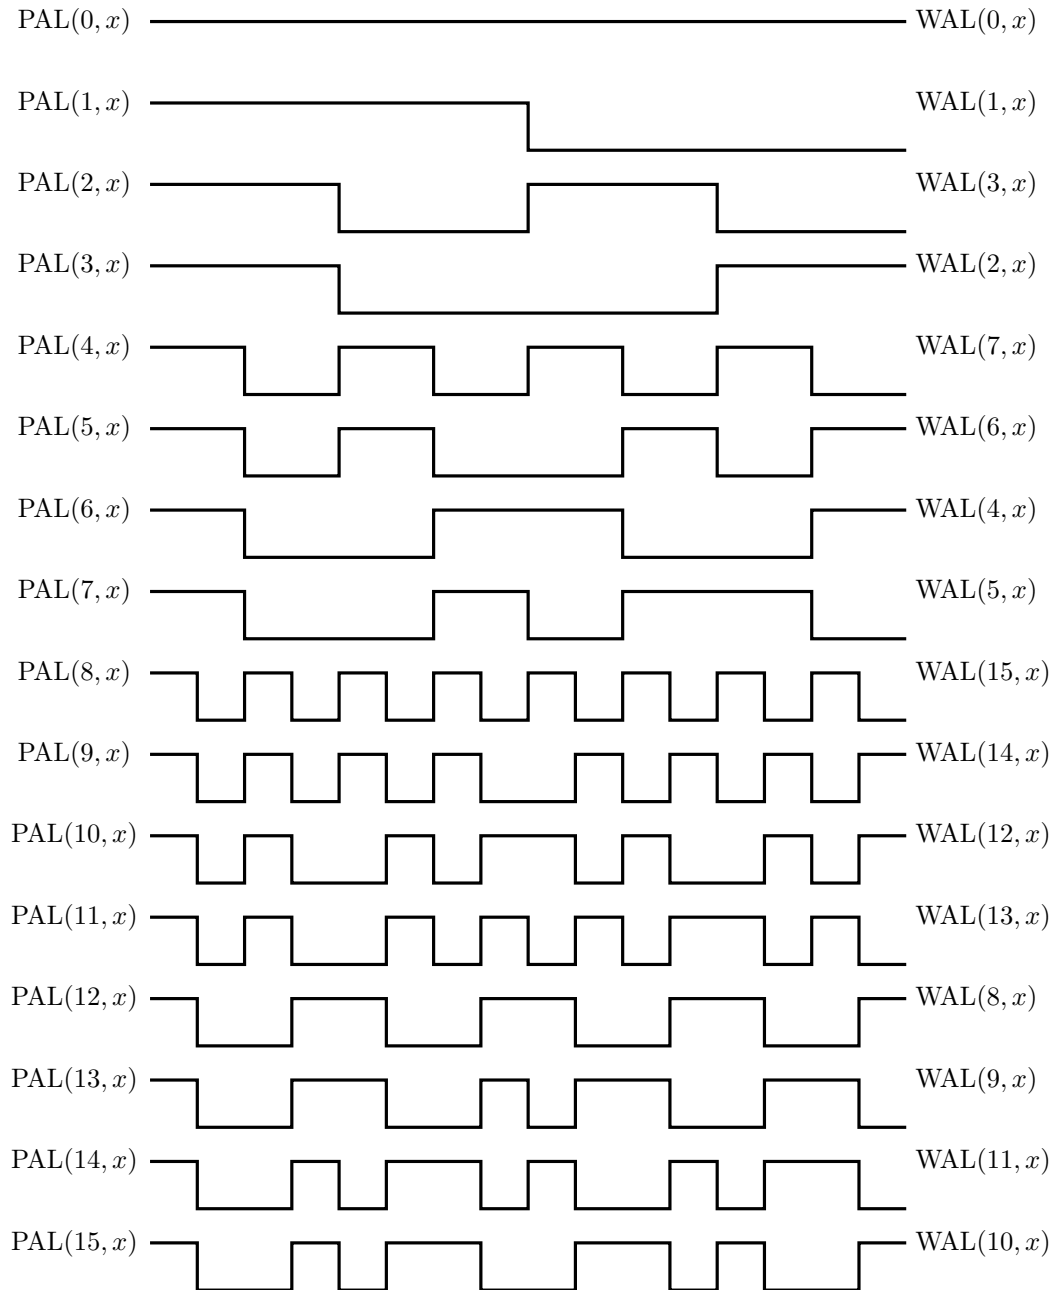 PAL(0, x) WAL(0, x)
PAL(1, x) WAL(1, x)
PAL(2, x) WAL(3, x)
PAL(3, x) WAL(2, x)
PAL(4, x) WAL(7, x)
PAL(5, x) WAL(6, x)
PAL(6, x) WAL(4, x)
PAL(7, x) WAL(5, x)
PAL(8, x) WAL(15, x)
PAL(9, x) WAL(14, x)
PAL(10, x) WAL(12, x)
PAL(11, x) WAL(13, x)
PAL(12, x) WAL(8, x)
PAL(13, x) WAL(9, x)
PAL(14, x) WAL(11, x)
PAL(15, x) WAL(10, x)